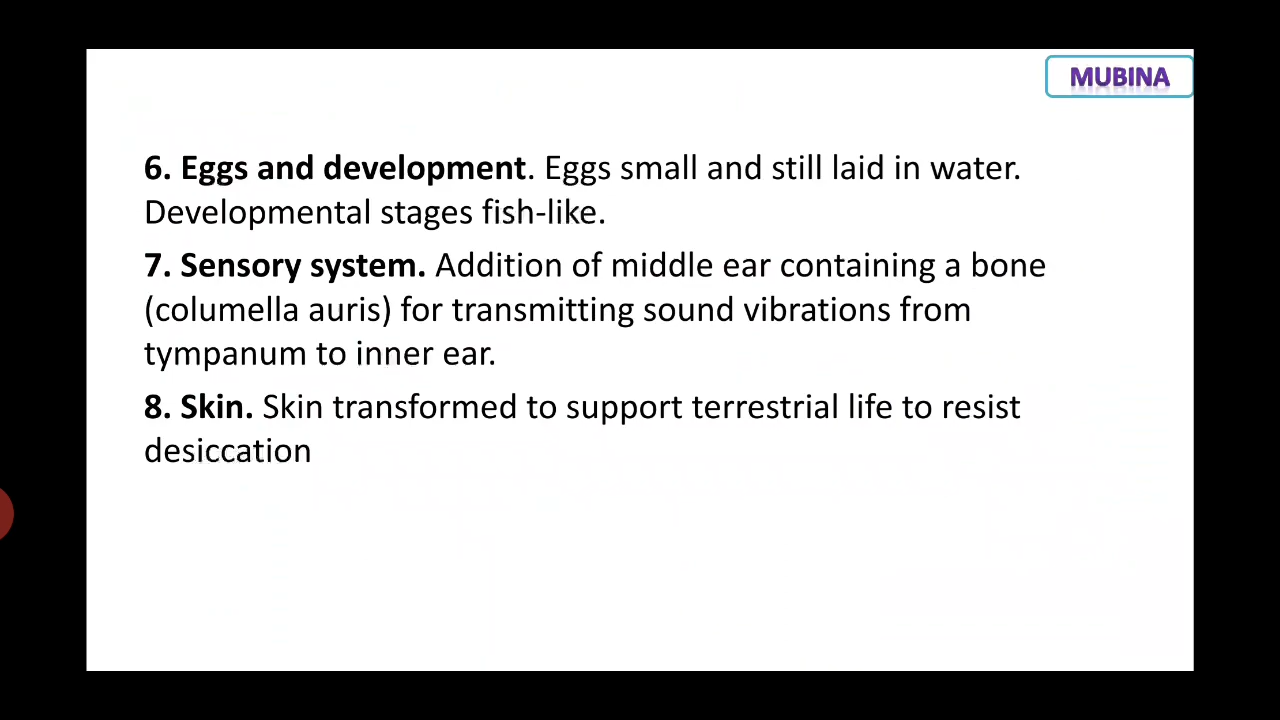 MUBINA
6. Eggs and development. Eggs small and still laid in water.
Developmental stages fish-like.
7. Sensory system. Addition of middle ear containing a bone
(columella auris) for transmitting sound vibrations from
tympanum to inner ear.
8. Skin. Skin transformed to support terrestrial life to resist
desiccation